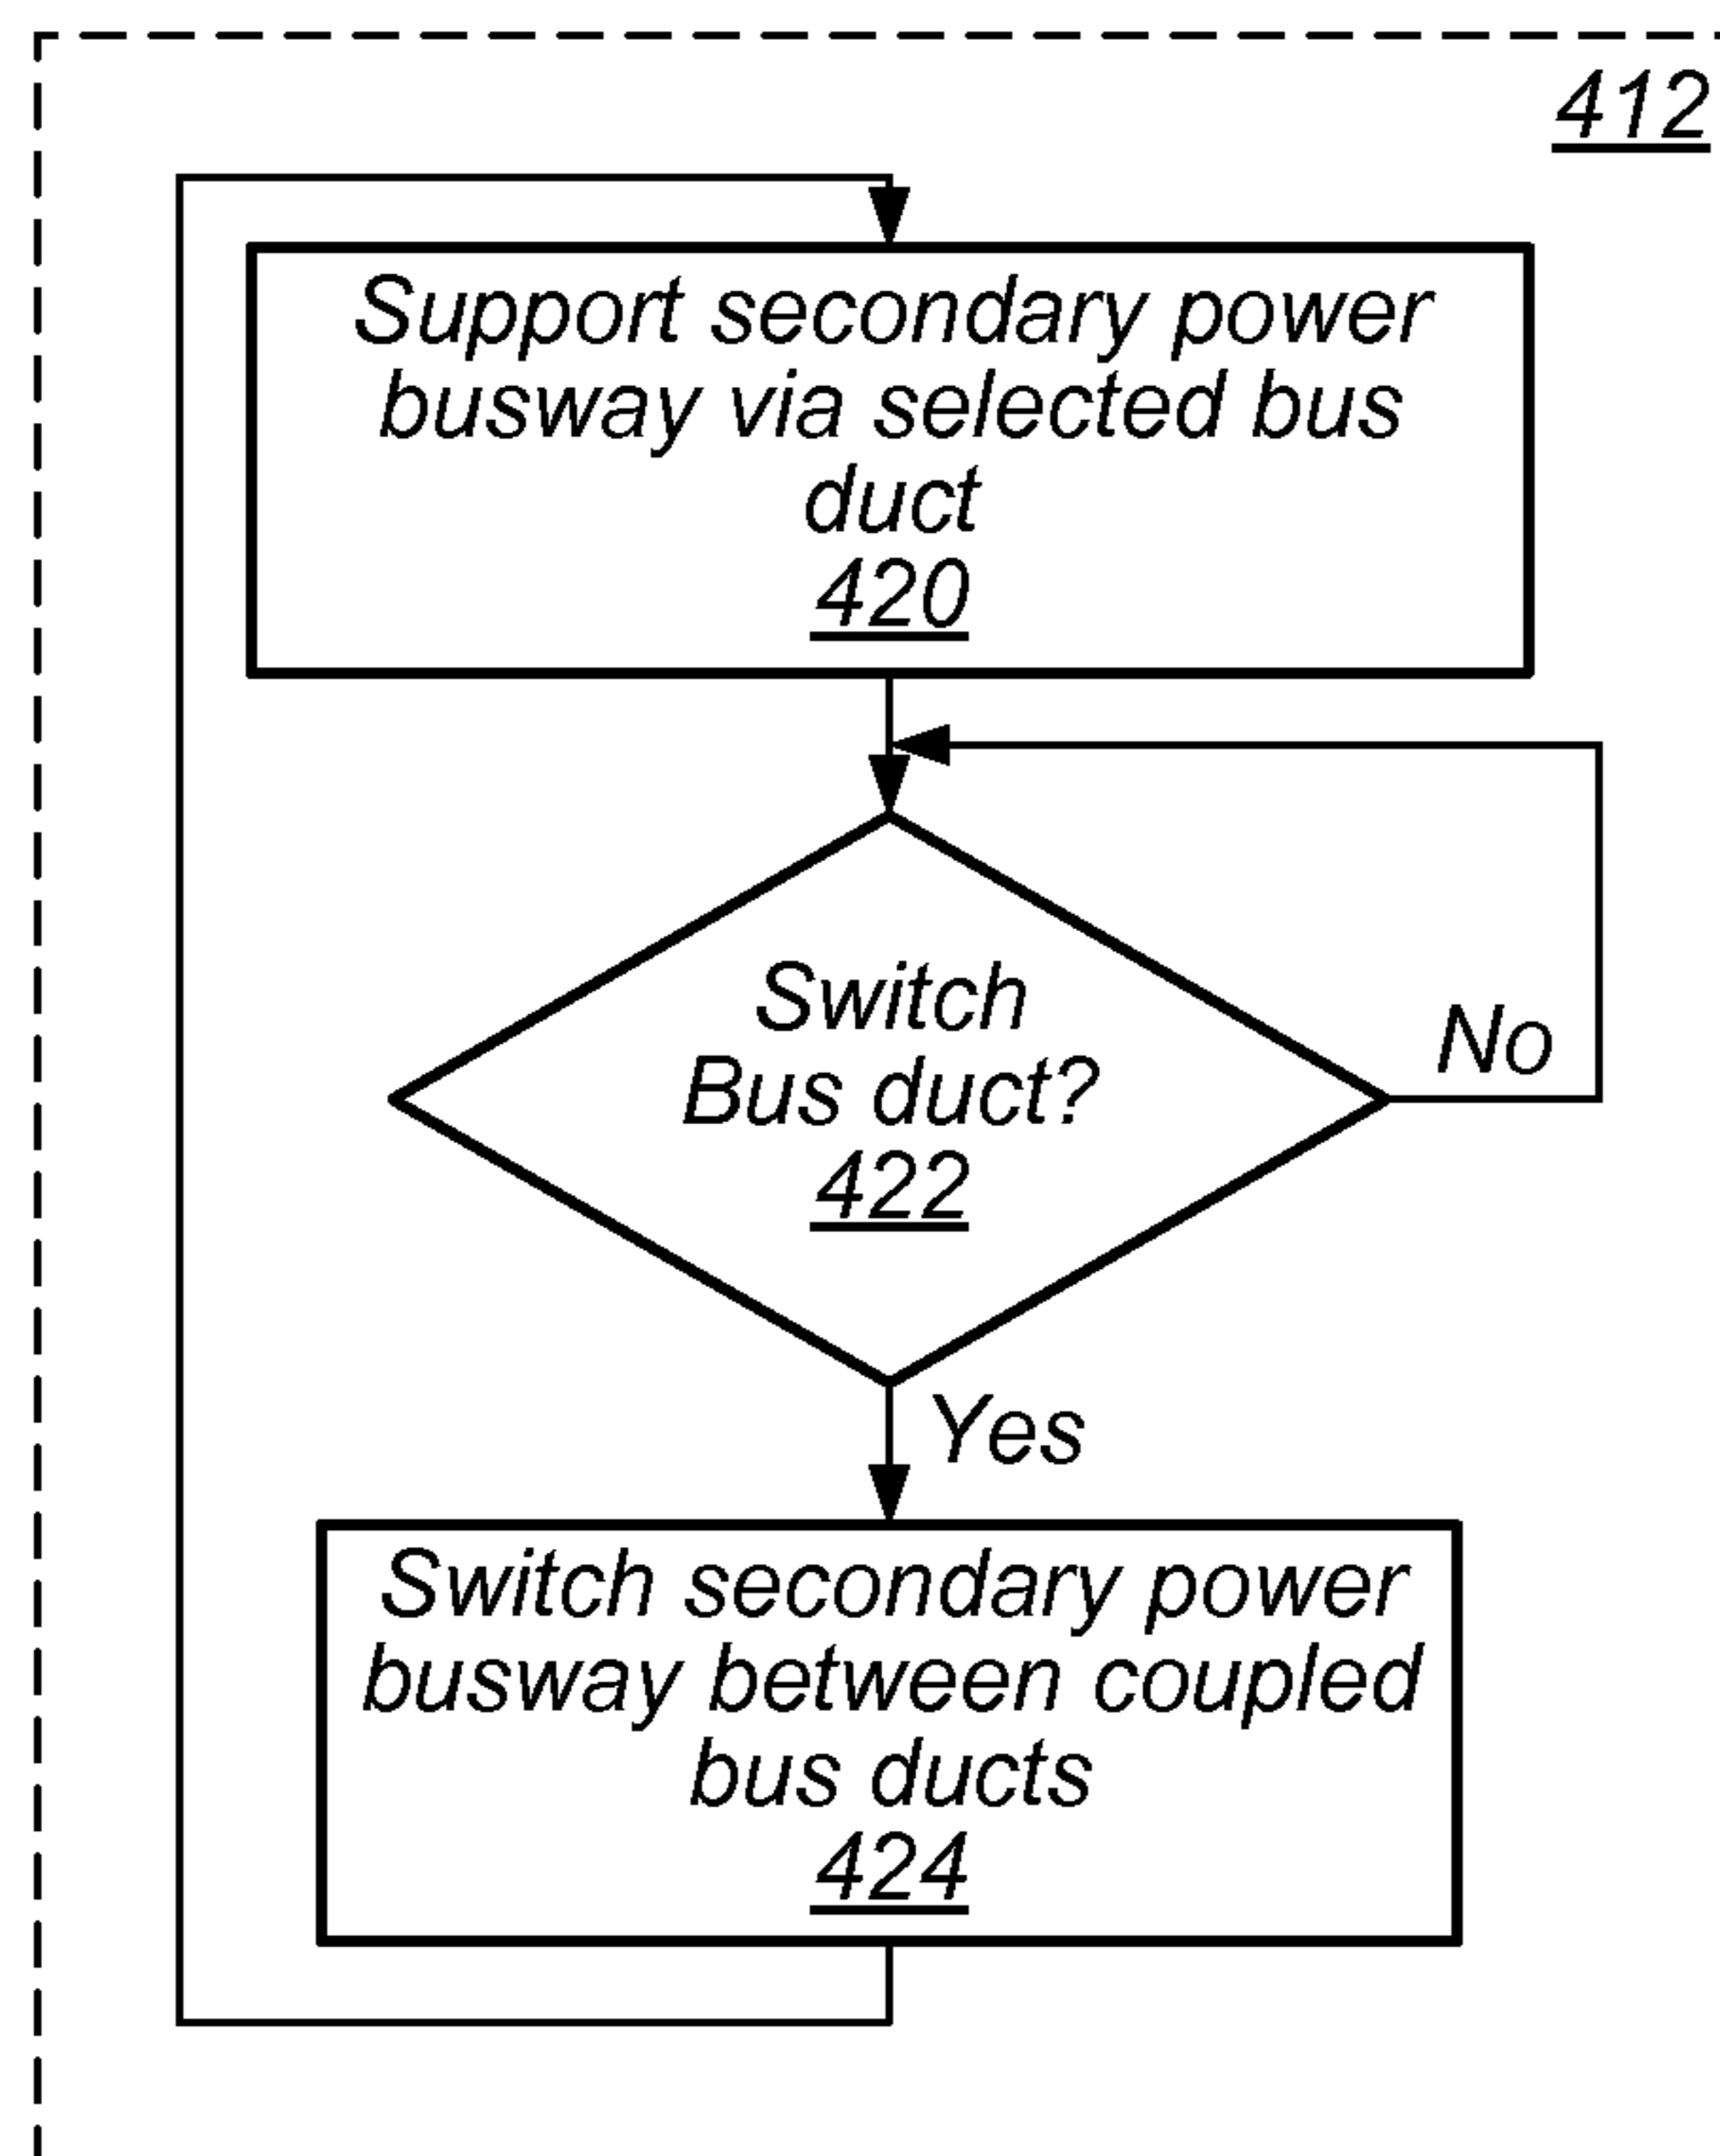 412
Support secondary power
busway via selected bus
duct
420
Switch
Bus duct?
422
No
Yes
Switch secondary power
busway between coupled
bus ducts
424